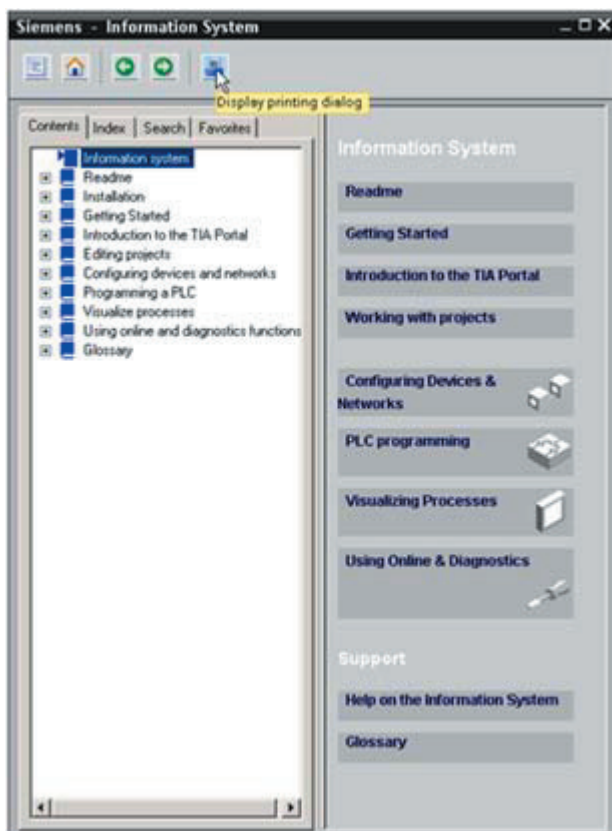 Siemens - Information System
Display printing dialog
Contents Index Search Favorites
Information system
Readme
Installation
Getting Started
Introduction to the TIA Portal
Editing projects
Configuring devices and networks
Programming a PLC
Visualize processes
Using online and diagnostics functions
Glossary
Information System
Readme
Getting Started
Introduction to the TIA Portal
Working with projects
Configuring Devices &
Networks
PLC programming
Visualizing Processes
Using Online & Diagnostics
Support
Help on the Information System
Glossary